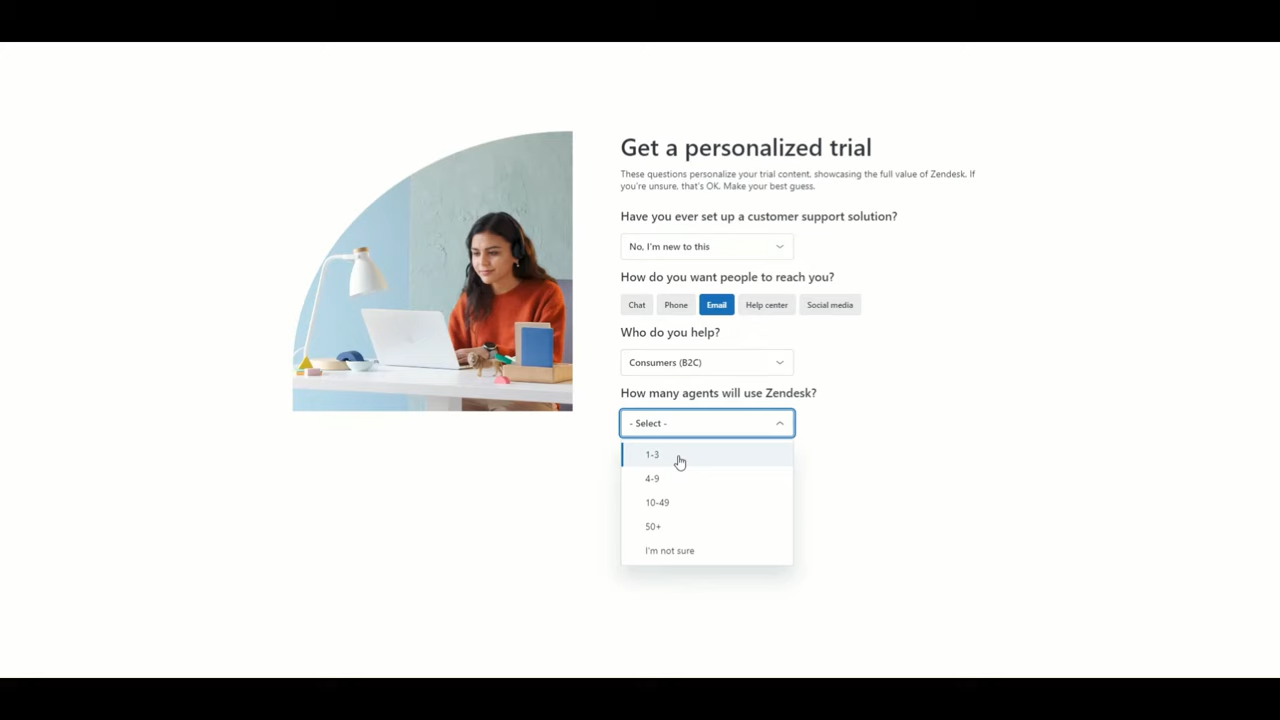 Get a personalized trial
These questions personalize your trial content, showcasing the full value of Zendesk. If
you're unsure, that's OK. Make your best guess.
Have you ever set up a customer support solution?
No, I'm new to this
How do you want people to reach you?
Chat Phone Email Help center Social media
Who do you help?
Consumers (B2C)
How many agents will use Zendesk?
- Select -
1-3
4-9
10-49
50+
I'm not sure